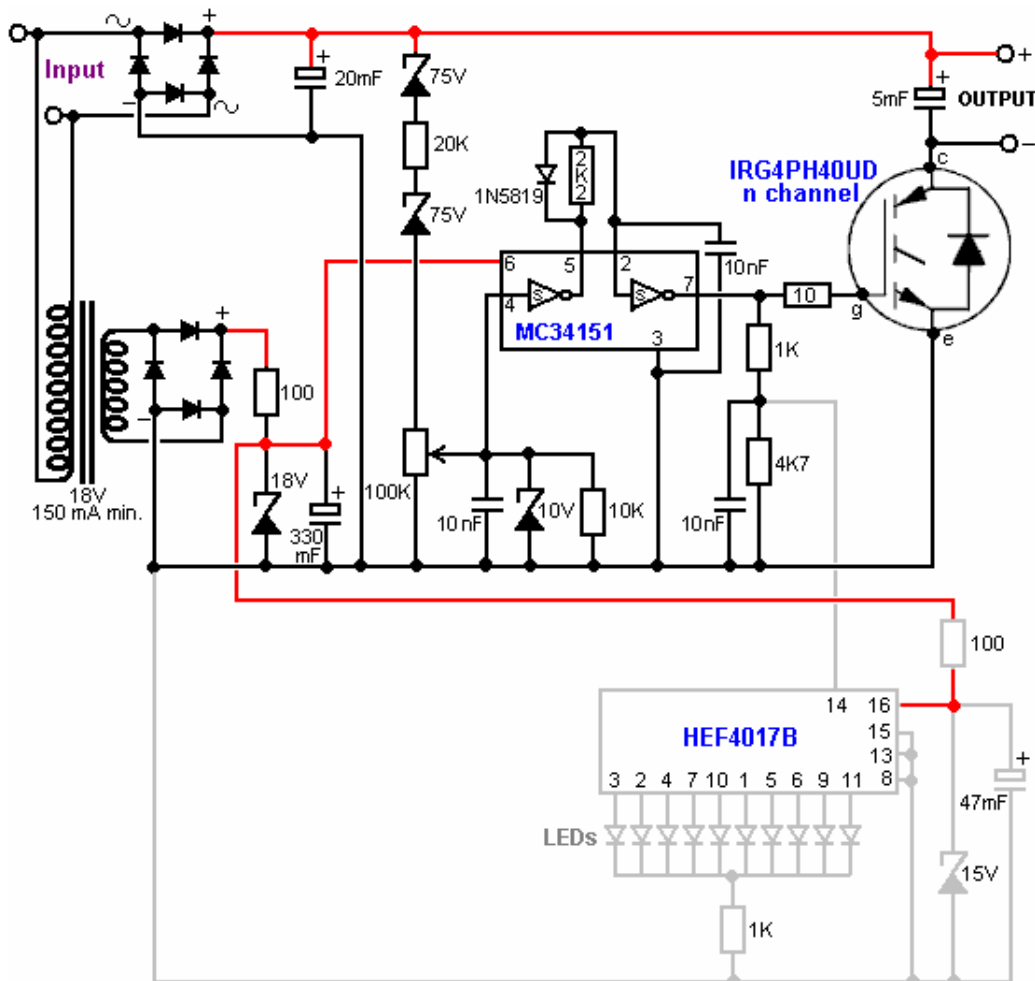 +
Input
+
20mF
75V
20K
75V
+
5mF
OUTPUT
+
−
1N5819
2K2
IRG4PH40UD
n channel
c
g
e
6
5
2
4
S
S
7
3
MC34151
10nF
10
1K
4K7
10nF
+
−
−
100
18V
150 mA min.
18V
+
330
mF
100K
10nF
10V
10K
100
14
16
15
13
8
HEF4017B
3 2 4 7 10 1 5 6 9 11
LEDs
+
47mF
15V
1K